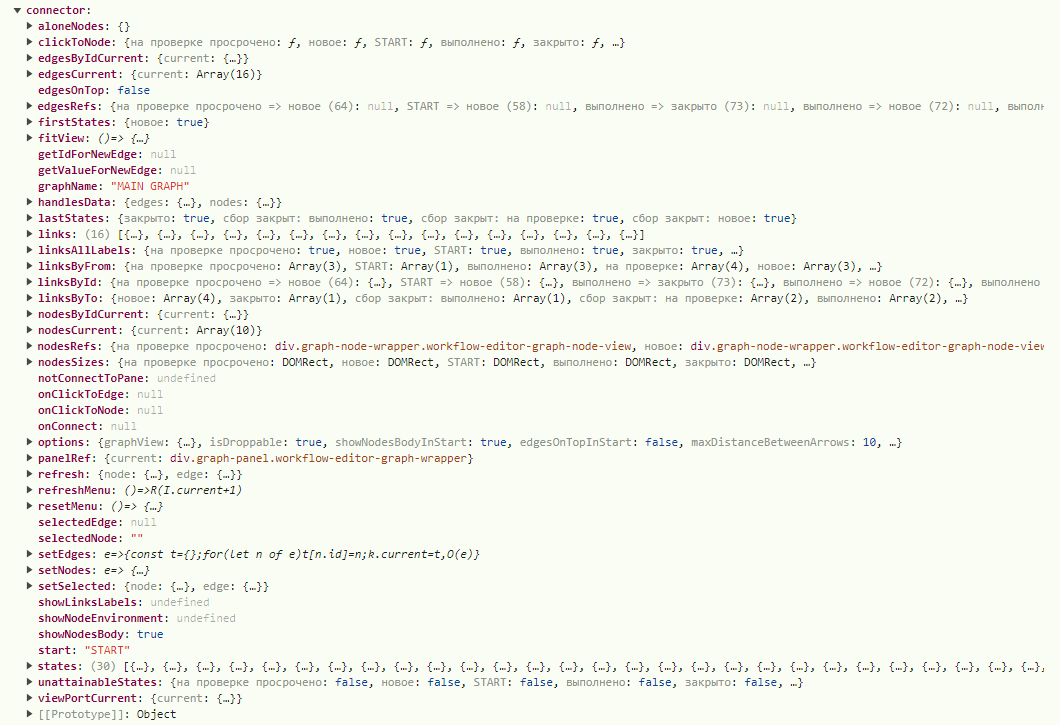 ▼ connector:
▶ aloneNodes: {}
▶ clickToNode: {на проверке просрочено: ƒ, новое: ƒ, START: ƒ, выполнено: ƒ, закрыто: ƒ, …}
▶ edgesByIdCurrent: {current: {…}}
▶ edgesCurrent: {current: Array(16)}
edgesOnTop: false
▶ edgesRefs: {на проверке просрочено => новое (64): null, START => новое (58): null, выполнено => закрыто (73): null, выполнено => новое (72): null, выполн
▶ firstStates: {новое: true}
▶ fitView: ()=> {…}
getIdForNewEdge: null
getValueForNewEdge: null
graphName: "MAIN GRAPH"
▶ handlesData: {edges: {…}, nodes: {…}}
▶ lastStates: {закрыто: true, сбор закрыт: выполнено: true, сбор закрыт: на проверке: true, сбор закрыт: новое: true}
▶ links: (16) [{…}, {…}, {…}, {…}, {…}, {…}, {…}, {…}, {…}, {…}, {…}, {…}, {…}, {…}, {…}, {…}]
▶ linksAllLabels: {на проверке просрочено: true, новое: true, START: true, выполнено: true, закрыто: true, …}
▶ linksByFrom: {на проверке просрочено: Array(3), START: Array(1), выполнено: Array(3), на проверке: Array(4), новое: Array(3), …}
▶ linksById: {на проверке просрочено => новое (64): {…}, START => новое (58): {…}, выполнено => закрыто (73): {…}, выполнено => новое (72): {…}, выполнено
▶ linksByTo: {новое: Array(4), закрыто: Array(1), сбор закрыт: выполнено: Array(1), сбор закрыт: на проверке: Array(2), выполнено: Array(2), …}
▶ nodesByIdCurrent: {current: {…}}
▶ nodesCurrent: {current: Array(10)}
▶ nodesRefs: {на проверке просрочено: div.graph-node-wrapper.workflow-editor-graph-node-view, новое: div.graph-node-wrapper.workflow-editor-graph-node-view
▶ nodesSizes: {на проверке просрочено: DOMRect, новое: DOMRect, START: DOMRect, выполнено: DOMRect, закрыто: DOMRect, …}
notConnectToPane: undefined
onClickToEdge: null
onClickToNode: null
onConnect: null
▶ options: {graphView: {…}, isDroppable: true, showNodesBodyInStart: true, edgesOnTopInStart: false, maxDistanceBetweenArrows: 10, …}
▶ panelRef: {current: div.graph-panel.workflow-editor-graph-wrapper}
▶ refresh: {node: {…}, edge: {…}}
▶ refreshMenu: ()=>R(I.current+1)
▶ resetMenu: ()=> {…}
selectedEdge: null
selectedNode: ""
▶ setEdges: e=>{const t={};for(let n of e)t[n.id]=n;k.current=t,O(e)}
▶ setNodes: e=> {…}
▶ setSelected: {node: {…}, edge: {…}}
showLinksLabels: undefined
showNodeEnvironment: undefined
showNodesBody: true
start: "START"
▶ states: (30) [{…}, {…}, {…}, {…}, {…}, {…}, {…}, {…}, {…}, {…}, {…}, {…}, {…}, {…}, {…}, {…}, {…}, {…}, {…}, {…}, {…}, {…}, {…}, {…}, {…}, {…}, {…}, {…},
▶ unattainableStates: {на проверке просрочено: false, новое: false, START: false, выполнено: false, закрыто: false, …}
▶ viewPortCurrent: {current: {…}}
▶ [[Prototype]]: Object